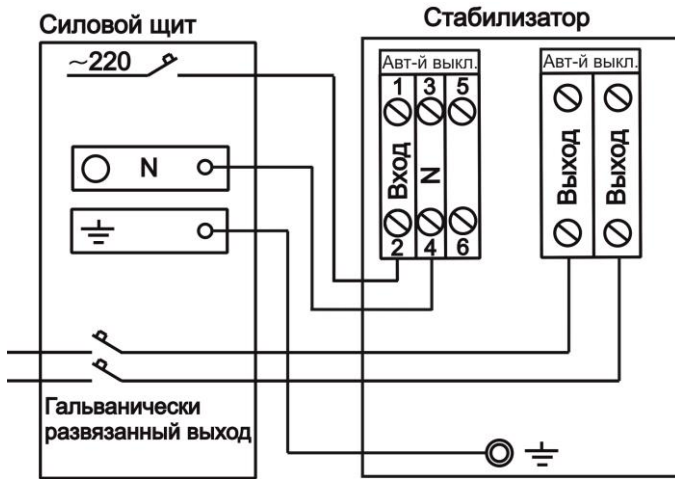 Силовой щит
Стабилизатор
~220
Авт-й выкл.
Авт-й выкл.
1 3 5
Вход
N
2 4 6
Выход
Выход
N
Гальванически
развязанный выход